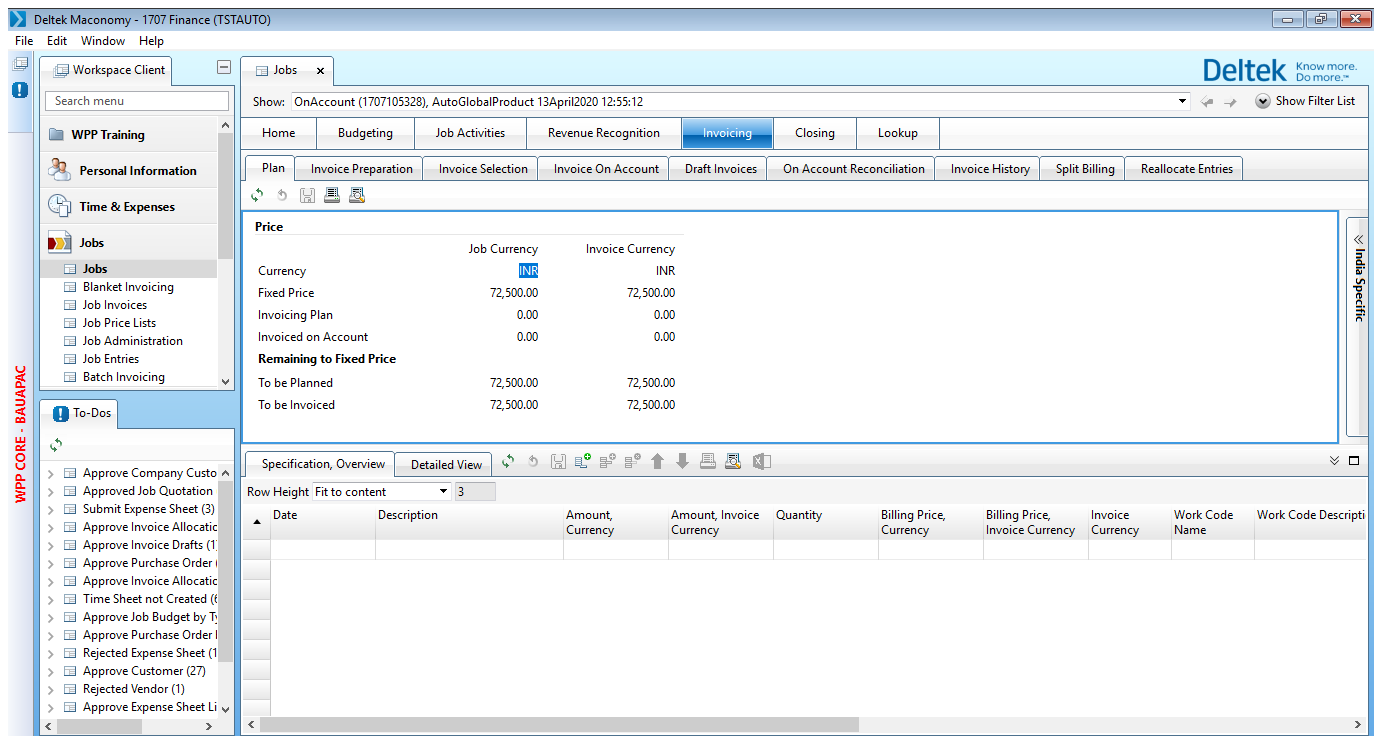 Deltek Maconomy - 1707 Finance (TSTAUTO)
File Edit Window Help
Workspace Client
Search menu
WPP Training
Personal Information
Time & Expenses
Jobs
Jobs
Blanket Invoicing
Job Invoices
Job Price Lists
Job Administration
Job Entries
Batch Invoicing
WPP CORE - BAUAPAC
To-Dos
Approve Company Custo
Approved Job Quotation
Submit Expense Sheet (3)
Approve Invoice Allocatic
Approve Invoice Drafts (1
Approve Purchase Order (
Approve Invoice Allocatic
Time Sheet not Created (6
Approve Job Budget by Ty
Approve Purchase Order l
Rejected Expense Sheet (1
Approve Customer (27)
Rejected Vendor (1)
Approve Expense Sheet Li
Jobs x
Deltek Know more. Do more.™
Show: OnAccount (1707105328), AutoGlobalProduct 13April2020 12:55:12 Show Filter List
Home Budgeting Job Activities Revenue Recognition Invoicing Closing Lookup
Plan Invoice Preparation Invoice Selection Invoice On Account Draft Invoices On Account Reconciliation Invoice History Split Billing Reallocate Entries
Price
Job Currency Invoice Currency
Currency INR INR
Fixed Price 72,500.00 72,500.00
Invoicing Plan 0.00 0.00
Invoiced on Account 0.00 0.00
Remaining to Fixed Price
To be Planned 72,500.00 72,500.00
To be Invoiced 72,500.00 72,500.00
India Specific
Specification, Overview Detailed View
Row Height Fit to content 3
Date Description Amount, Currency Amount, Invoice Currency Quantity Billing Price, Currency Billing Price, Invoice Currency Invoice Currency Work Code Name Work Code Descripti